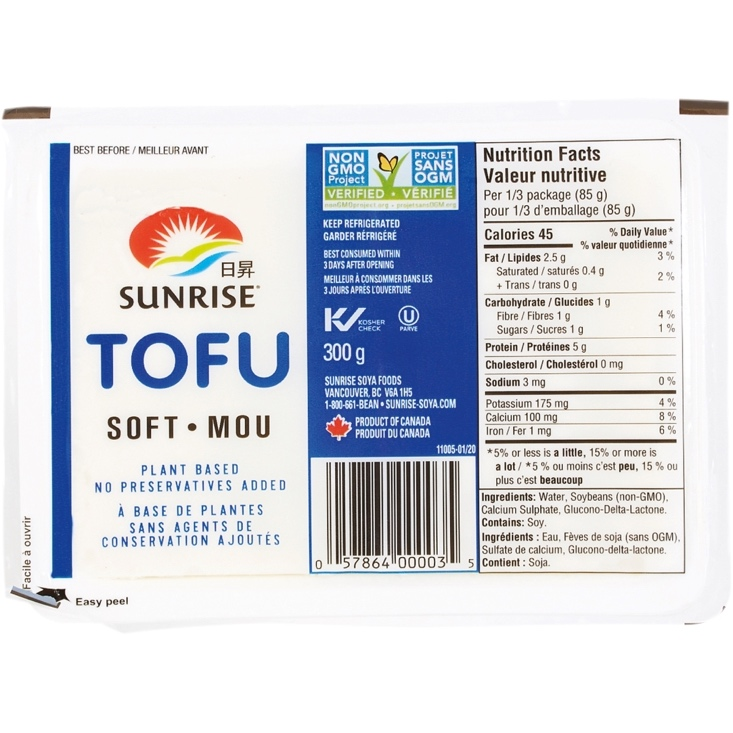 BEST BEFORE / MEILLEUR AVANT
日昇
SUNRISE®
TOFU
SOFT • MOU
PLANT BASED
NO PRESERVATIVES ADDED
À BASE DE PLANTES
SANS AGENTS DE
CONSERVATION AJOUTÉS
Facile à ouvrir
Easy peel
NON
GMO
Project
PROJET
SANS
OGM
VERIFIED • VÉRIFIÉ
nonGMOproject.org • projetsansOGM.org
KEEP REFRIGERATED
GARDER RÉFRIGÉRÉ
BEST CONSUMED WITHIN
3 DAYS AFTER OPENING
MEILLEUR À CONSOMMER DANS LES
3 JOURS APRÈS L'OUVERTURE
KOSHER
CHECK
U
PARVE
300 g
SUNRISE SOYA FOODS
VANCOUVER, BC V6A 1H5
1-800-661-BEAN • SUNRISE-SOYA.COM
PRODUCT OF CANADA
PRODUIT DU CANADA
11005-01/20
0 57864 00003 5
Nutrition Facts
Valeur nutritive
Per 1/3 package (85 g)
pour 1/3 d'emballage (85 g)
Calories 45
% Daily Value*
% valeur quotidienne*
Fat / Lipides 2.5 g 3 %
Saturated / saturés 0.4 g
+ Trans / trans 0 g 2 %
Carbohydrate / Glucides 1 g
Fibre / Fibres 1 g 4 %
Sugars / Sucres 1 g 1 %
Protein / Protéines 5 g
Cholesterol / Cholestérol 0 mg
Sodium 3 mg 0 %
Potassium 175 mg 4 %
Calcium 100 mg 8 %
Iron / Fer 1 mg 6 %
*5% or less is a little, 15% or more is
a lot / *5 % ou moins c'est peu, 15 % ou
plus c'est beaucoup
Ingredients: Water, Soybeans (non-GMO),
Calcium Sulphate, Glucono-Delta-Lactone.
Contains: Soy.
Ingrédients : Eau, Fèves de soja (sans OGM),
Sulfate de calcium, Glucono-delta-lactone.
Contient : Soja.